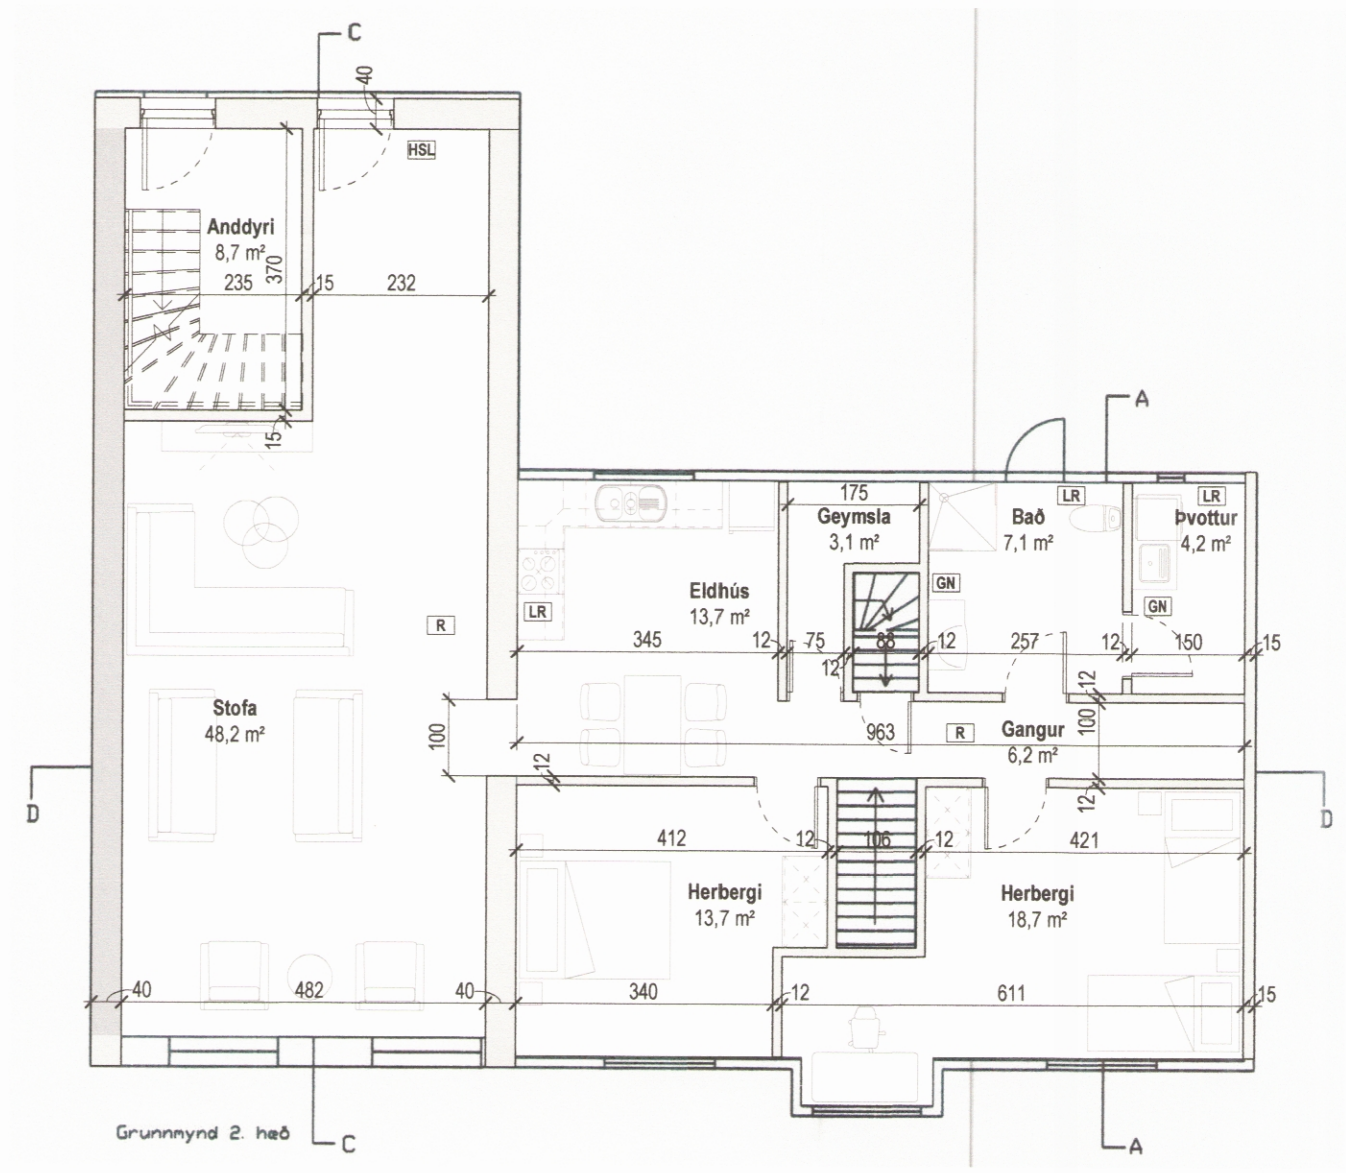 C
40
HSL
Anddyri
8,7 m²
370
235
15
232
15
A
175
LR
LR
Geymsla
3,1 m²
Bað
7,1 m²
Þvottur
4,2 m²
Eldhús
13,7 m²
GN
GN
LR
R
345
12
75
12
88
12
257
12
150
15
12
Stofa
48,2 m²
100
963
R
Gangur
6,2 m²
100
12
12
D
D
412
12
106
12
421
Herbergi
13,7 m²
Herbergi
18,7 m²
40
482
40
340
12
611
15
Grunnmynd 2. hæð
C
A